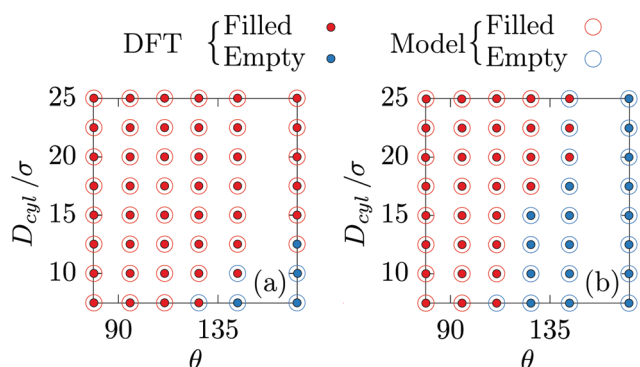 DFT { Filled Empty
Model { Filled Empty
D_cyl /σ
25
20
15
10
90 135
θ
(a)
D_cyl /σ
25
20
15
10
90 135
θ
(b)